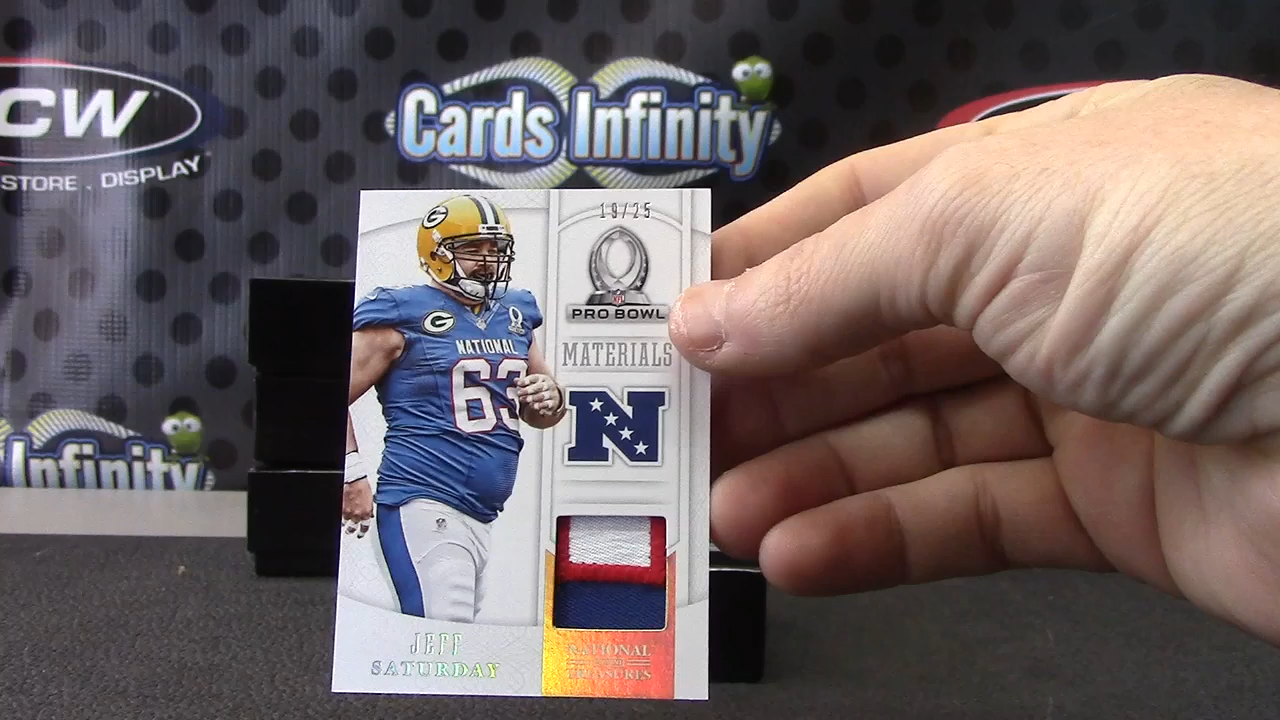 CW
STORE . DISPLAY
Cards Infinity
Infinity
19/25
NFL
PRO BOWL
MATERIALS
N
G
G
NATIONAL
63
JEFF
SATURDAY
NATIONAL
TREASURES